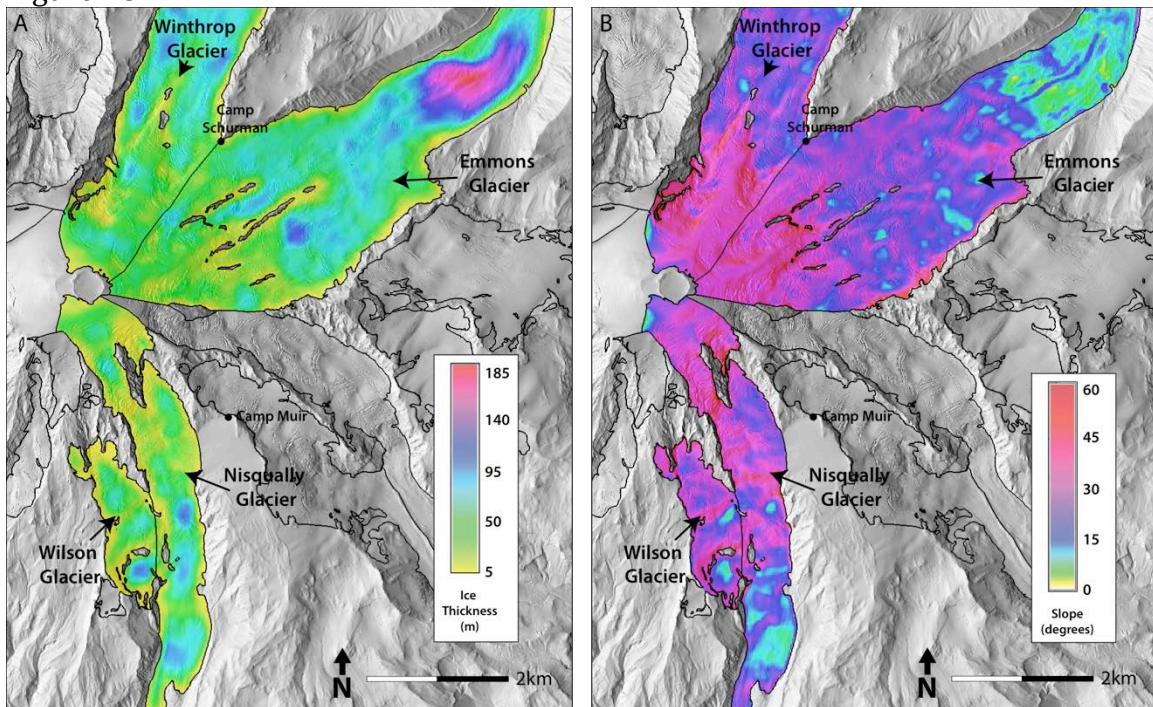 A
Winthrop
Glacier
Camp
Schurman
Emmons
Glacier
Camp Muir
Nisqually
Glacier
Wilson
Glacier
185
140
95
50
5
Ice
Thickness
(m)
N
2km
B
Winthrop
Glacier
Camp
Schurman
Emmons
Glacier
Camp Muir
Nisqually
Glacier
Wilson
Glacier
60
45
30
15
0
Slope
(degrees)
N
2km